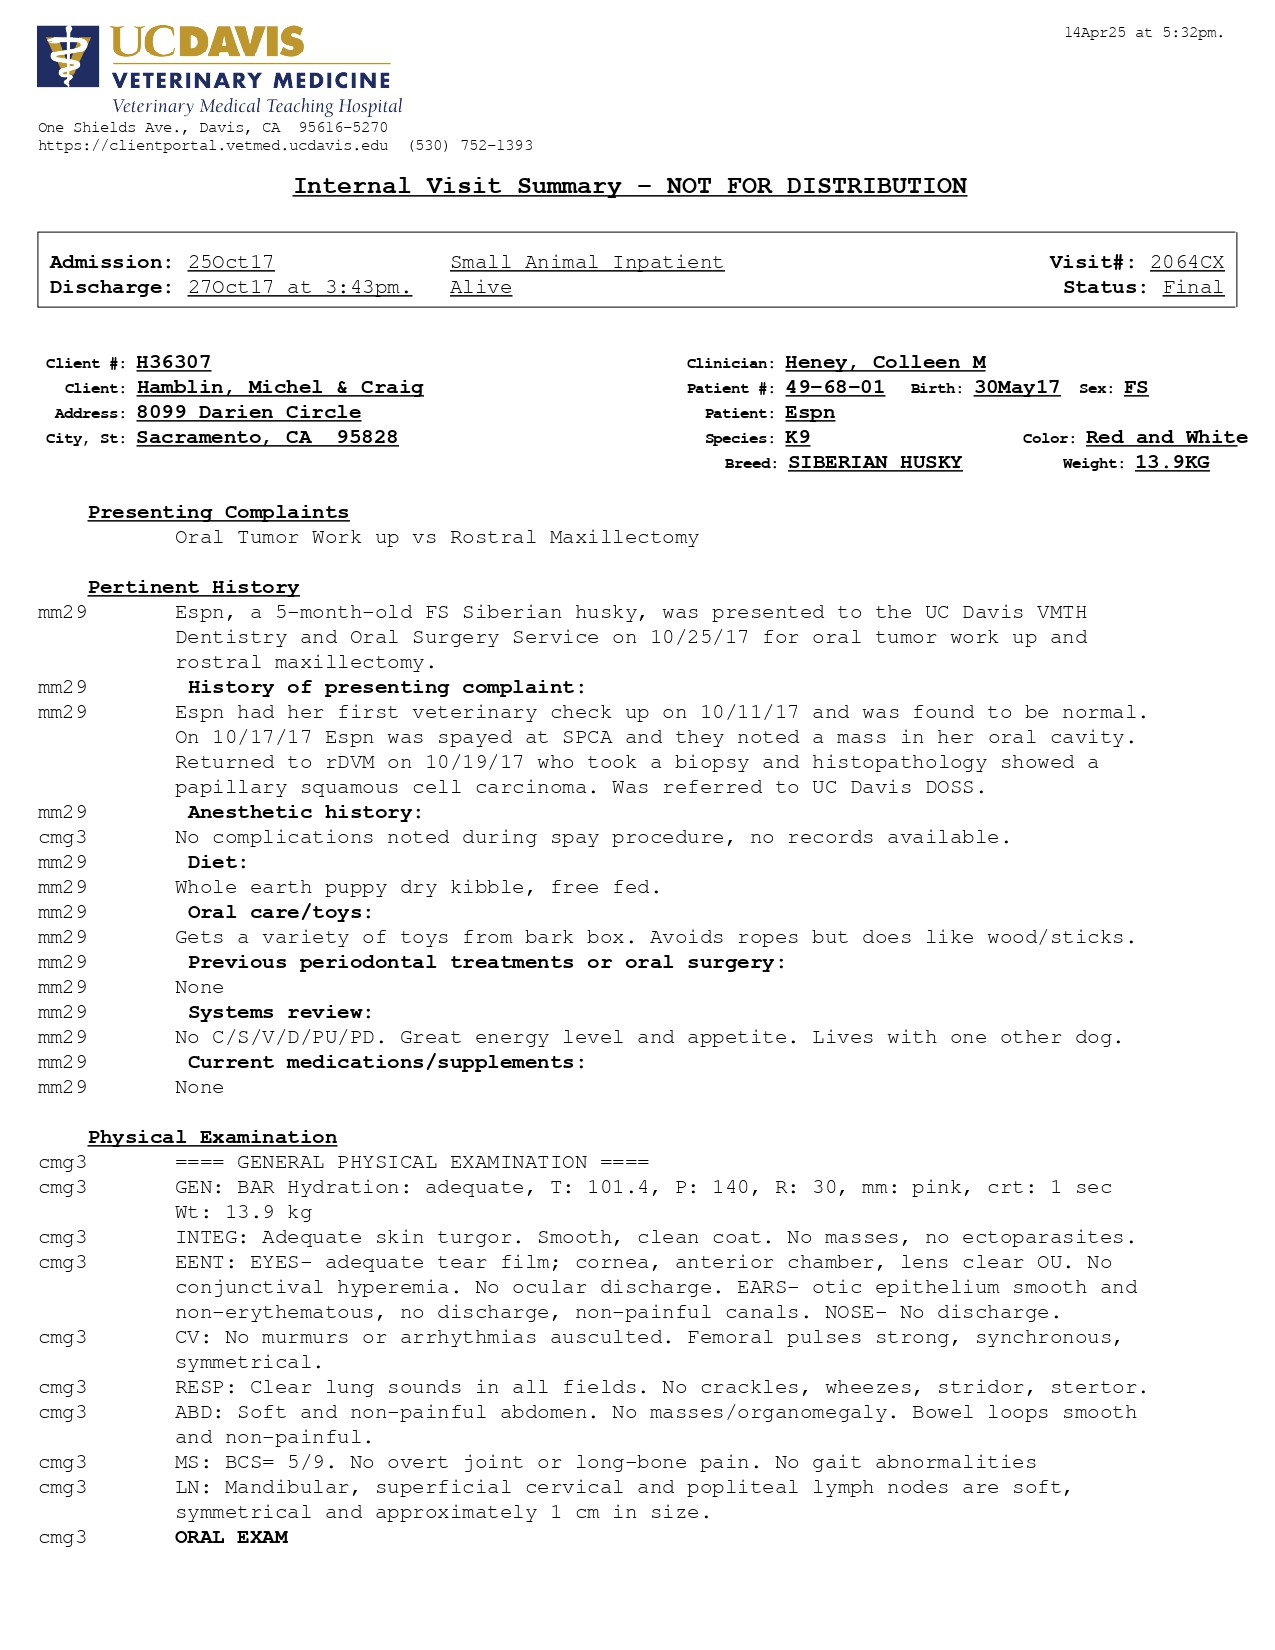 UCDAVIS
VETERINARY MEDICINE
Veterinary Medical Teaching Hospital
14Apr25 at 5:32pm.
One Shields Ave., Davis, CA  95616-5270
https://clientportal.vetmed.ucdavis.edu  (530) 752-1393
Internal Visit Summary - NOT FOR DISTRIBUTION
Admission: 25Oct17 Small Animal Inpatient Visit#: 2064CX
Discharge: 27Oct17 at 3:43pm. Alive Status: Final
Client #: H36307 Clinician: Heney, Colleen M
Client: Hamblin, Michel & Craig Patient #: 49-68-01 Birth: 30May17 Sex: FS
Address: 8099 Darien Circle Patient: Espn
City, St: Sacramento, CA  95828 Species: K9 Color: Red and White
Breed: SIBERIAN HUSKY Weight: 13.9KG
Presenting Complaints
Oral Tumor Work up vs Rostral Maxillectomy
Pertinent History
mm29 Espn, a 5-month-old FS Siberian husky, was presented to the UC Davis VMTH
Dentistry and Oral Surgery Service on 10/25/17 for oral tumor work up and
rostral maxillectomy.
mm29 History of presenting complaint:
mm29 Espn had her first veterinary check up on 10/11/17 and was found to be normal.
On 10/17/17 Espn was spayed at SPCA and they noted a mass in her oral cavity.
Returned to rDVM on 10/19/17 who took a biopsy and histopathology showed a
papillary squamous cell carcinoma. Was referred to UC Davis DOSS.
mm29 Anesthetic history:
cmg3 No complications noted during spay procedure, no records available.
mm29 Diet:
mm29 Whole earth puppy dry kibble, free fed.
mm29 Oral care/toys:
mm29 Gets a variety of toys from bark box. Avoids ropes but does like wood/sticks.
mm29 Previous periodontal treatments or oral surgery:
mm29 None
mm29 Systems review:
mm29 No C/S/V/D/PU/PD. Great energy level and appetite. Lives with one other dog.
mm29 Current medications/supplements:
mm29 None
Physical Examination
cmg3 ==== GENERAL PHYSICAL EXAMINATION ====
cmg3 GEN: BAR Hydration: adequate, T: 101.4, P: 140, R: 30, mm: pink, crt: 1 sec
Wt: 13.9 kg
cmg3 INTEG: Adequate skin turgor. Smooth, clean coat. No masses, no ectoparasites.
cmg3 EENT: EYES- adequate tear film; cornea, anterior chamber, lens clear OU. No
conjunctival hyperemia. No ocular discharge. EARS- otic epithelium smooth and
non-erythematous, no discharge, non-painful canals. NOSE- No discharge.
cmg3 CV: No murmurs or arrhythmias ausculted. Femoral pulses strong, synchronous,
symmetrical.
cmg3 RESP: Clear lung sounds in all fields. No crackles, wheezes, stridor, stertor.
cmg3 ABD: Soft and non-painful abdomen. No masses/organomegaly. Bowel loops smooth
and non-painful.
cmg3 MS: BCS= 5/9. No overt joint or long-bone pain. No gait abnormalities
cmg3 LN: Mandibular, superficial cervical and popliteal lymph nodes are soft,
symmetrical and approximately 1 cm in size.
cmg3 ORAL EXAM